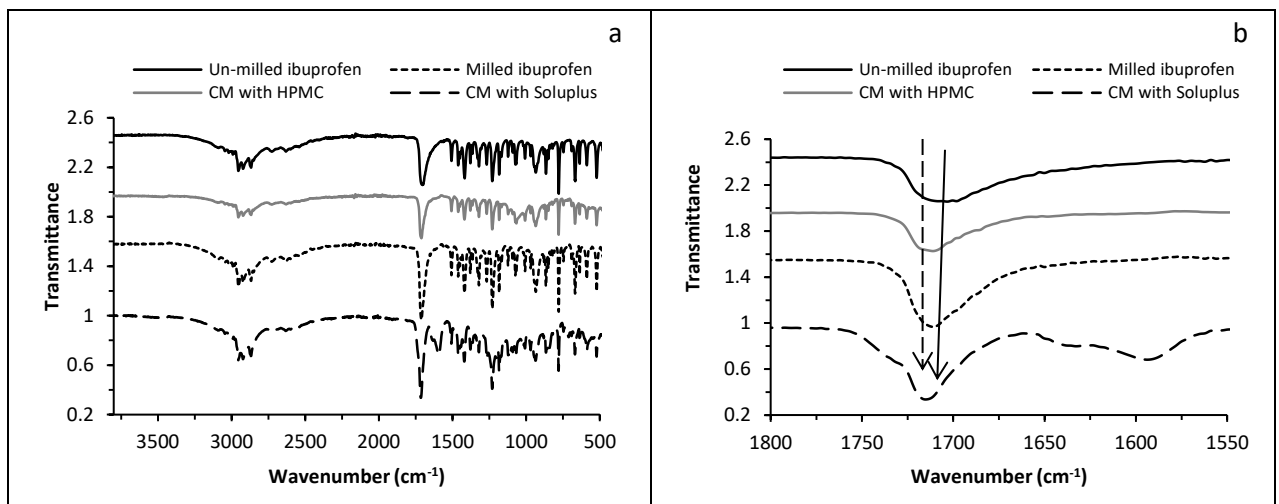 a
Un-milled ibuprofen Milled ibuprofen
CM with HPMC CM with Soluplus
2.6
2.2
1.8
1.4
1
0.6
0.2
Transmittance
3500 3000 2500 2000 1500 1000 500
Wavenumber (cm⁻¹)
b
Un-milled ibuprofen Milled ibuprofen
CM with HPMC CM with Soluplus
2.6
2.2
1.8
1.4
1
0.6
0.2
Transmittance
1800 1750 1700 1650 1600 1550
Wavenumber (cm⁻¹)